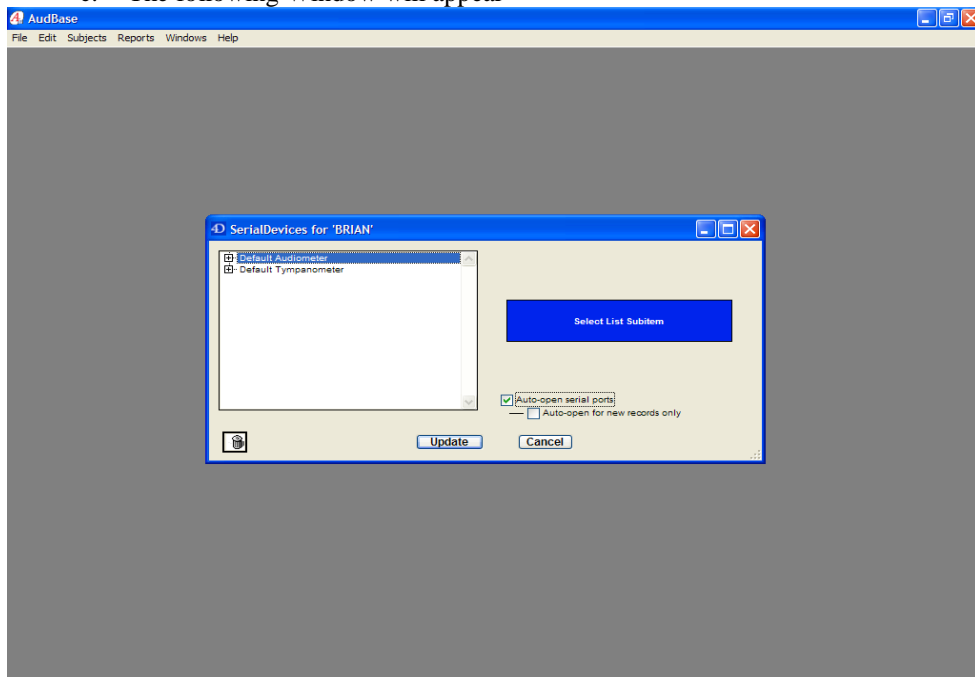 The following Window will appear
AudBase
File Edit Subjects Reports Windows Help
SerialDevices for 'BRIAN'
Default Audiometer
Default Tympanometer
Select List Subitem
Auto-open serial ports
Auto-open for new records only
Update Cancel